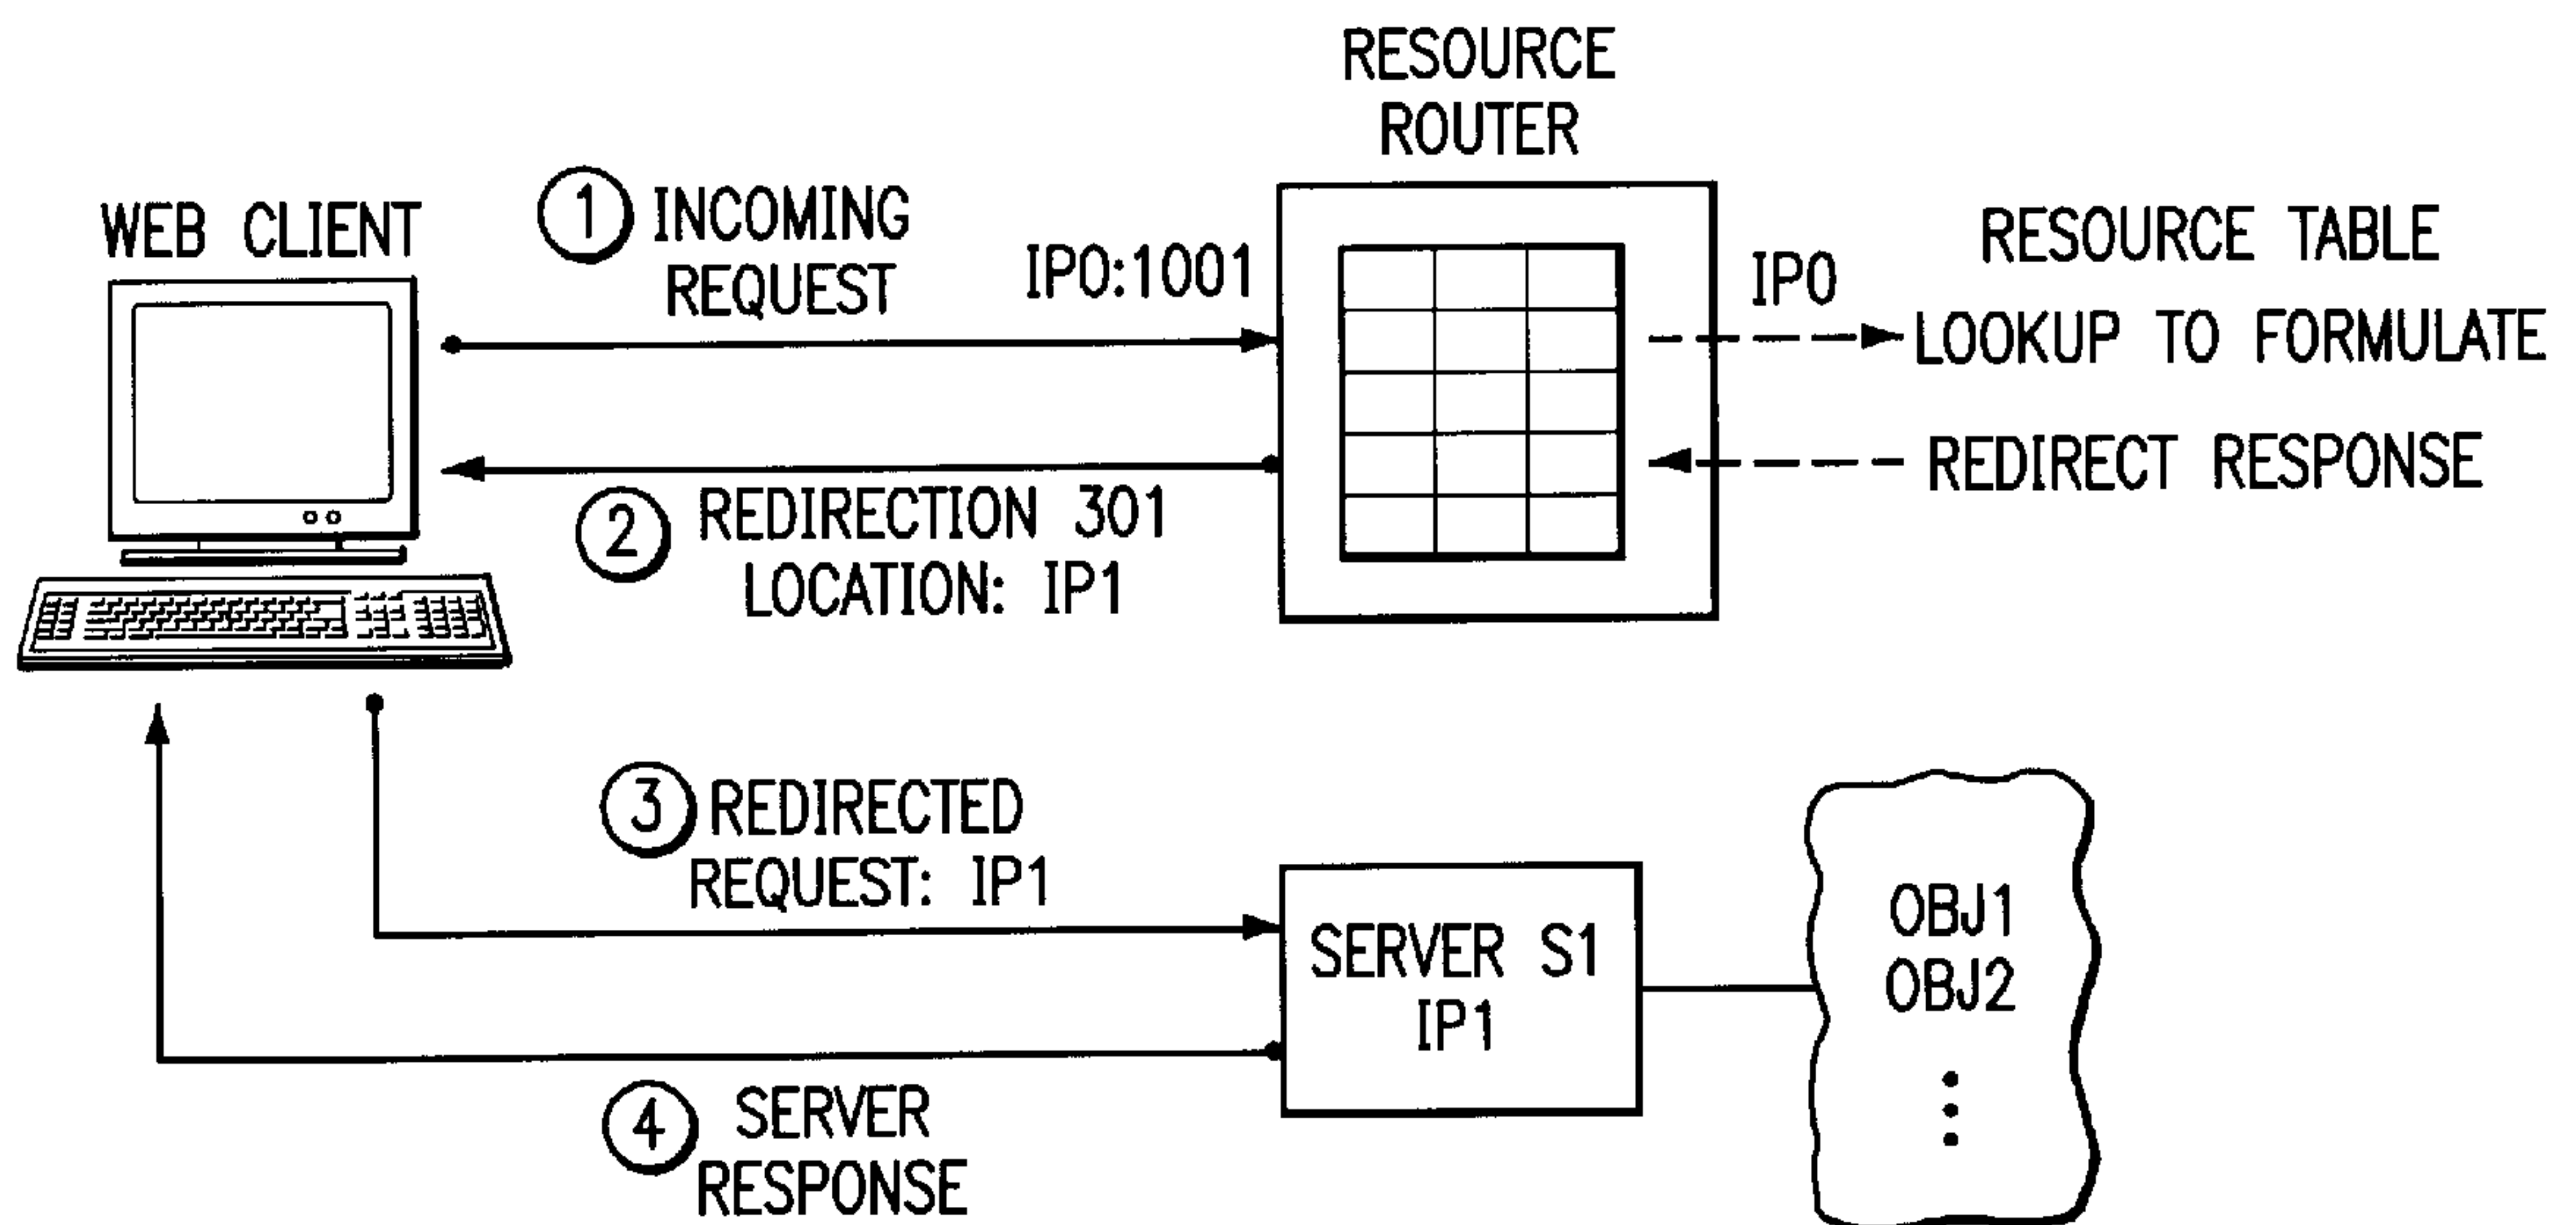 RESOURCE
ROUTER
WEB CLIENT
1 INCOMING
REQUEST
IP0:1001
IP0
RESOURCE TABLE
LOOKUP TO FORMULATE
REDIRECT RESPONSE
2 REDIRECTION 301
LOCATION: IP1
3 REDIRECTED
REQUEST: IP1
SERVER S1
IP1
OBJ1
OBJ2
4 SERVER
RESPONSE